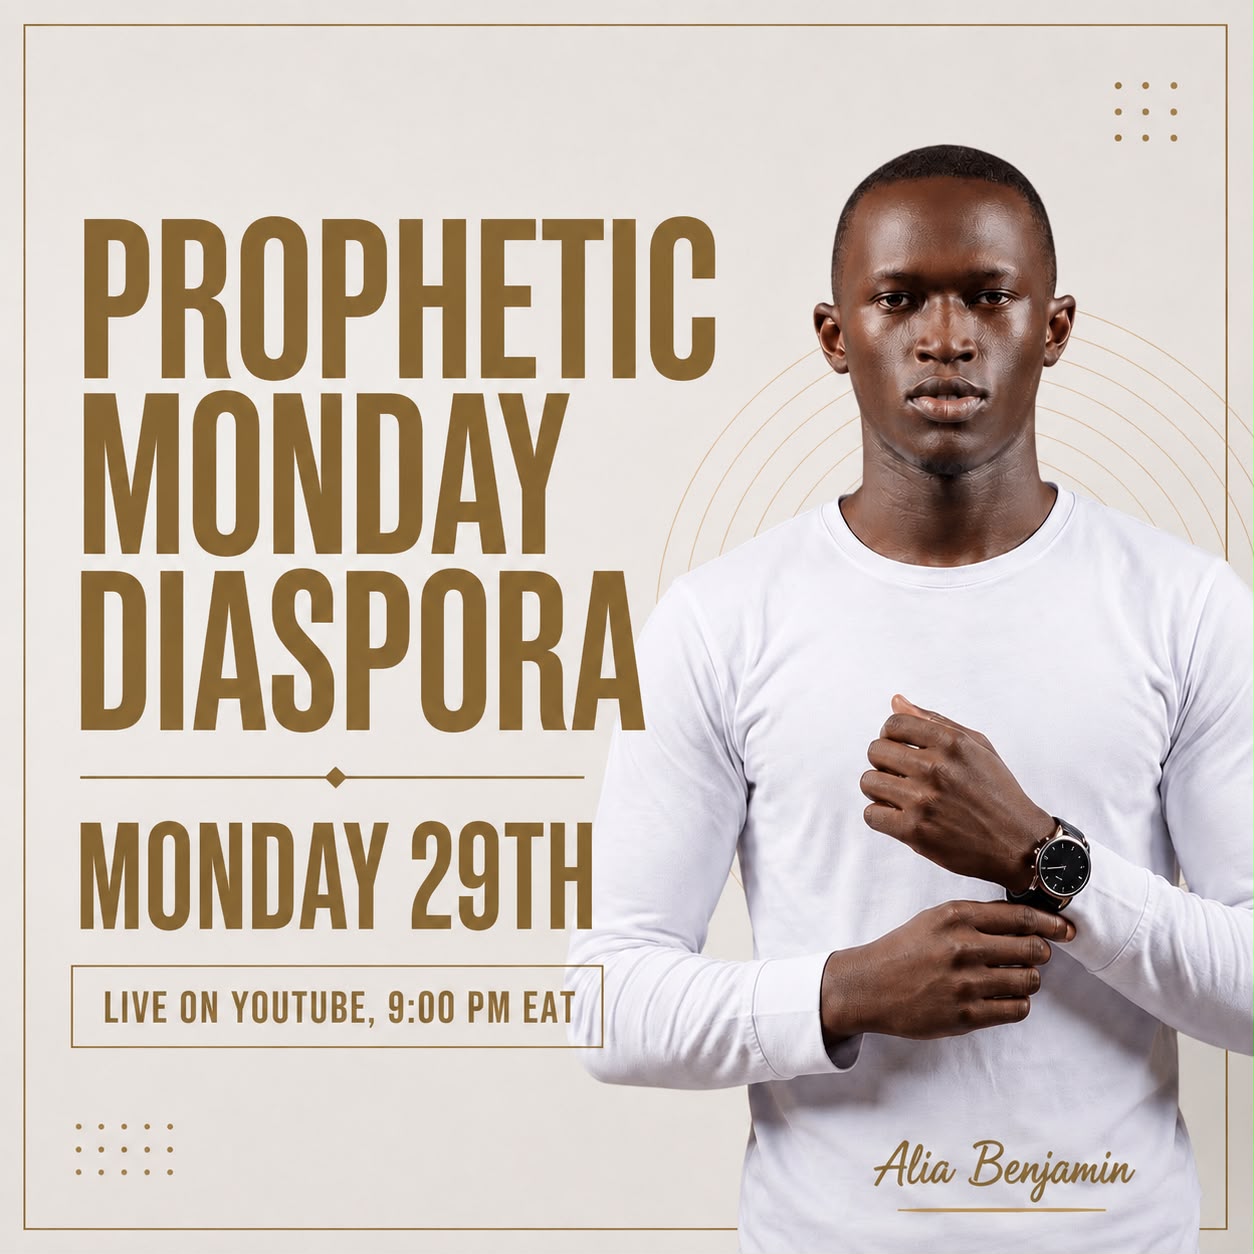 PROPHETIC
MONDAY
DIASPORA
MONDAY 29TH
LIVE ON YOUTUBE, 9:00 PM EAT
Alia Benjamin